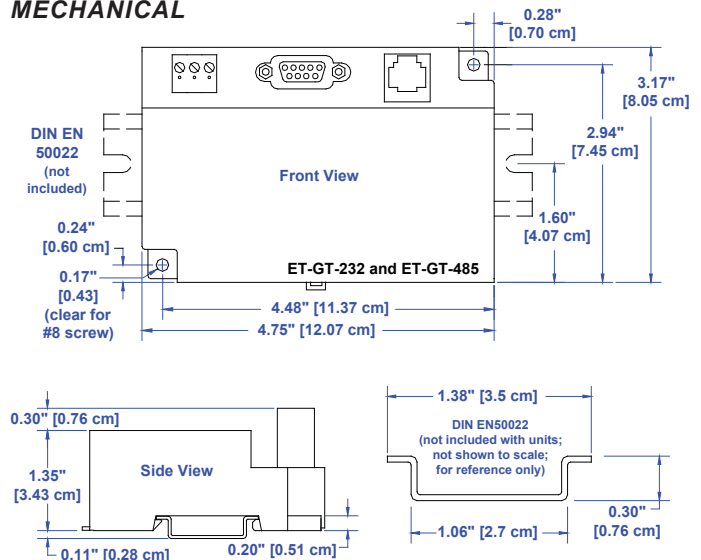 MECHANICAL
0.28"
[0.70 cm]
3.17"
[8.05 cm]
2.94"
[7.45 cm]
DIN EN
50022
(not
included)
Front View
1.60"
[4.07 cm]
0.24"
[0.60 cm]
ET-GT-232 and ET-GT-485
0.17"
[0.43]
(clear for
#8 screw)
4.48" [11.37 cm]
4.75" [12.07 cm]
0.30" [0.76 cm]
Side View
1.35"
[3.43 cm]
0.11" [0.28 cm]
0.20" [0.51 cm]
1.38" [3.5 cm]
DIN EN50022
(not included with units;
not shown to scale;
for reference only)
0.30"
[0.76 cm]
1.06" [2.7 cm]